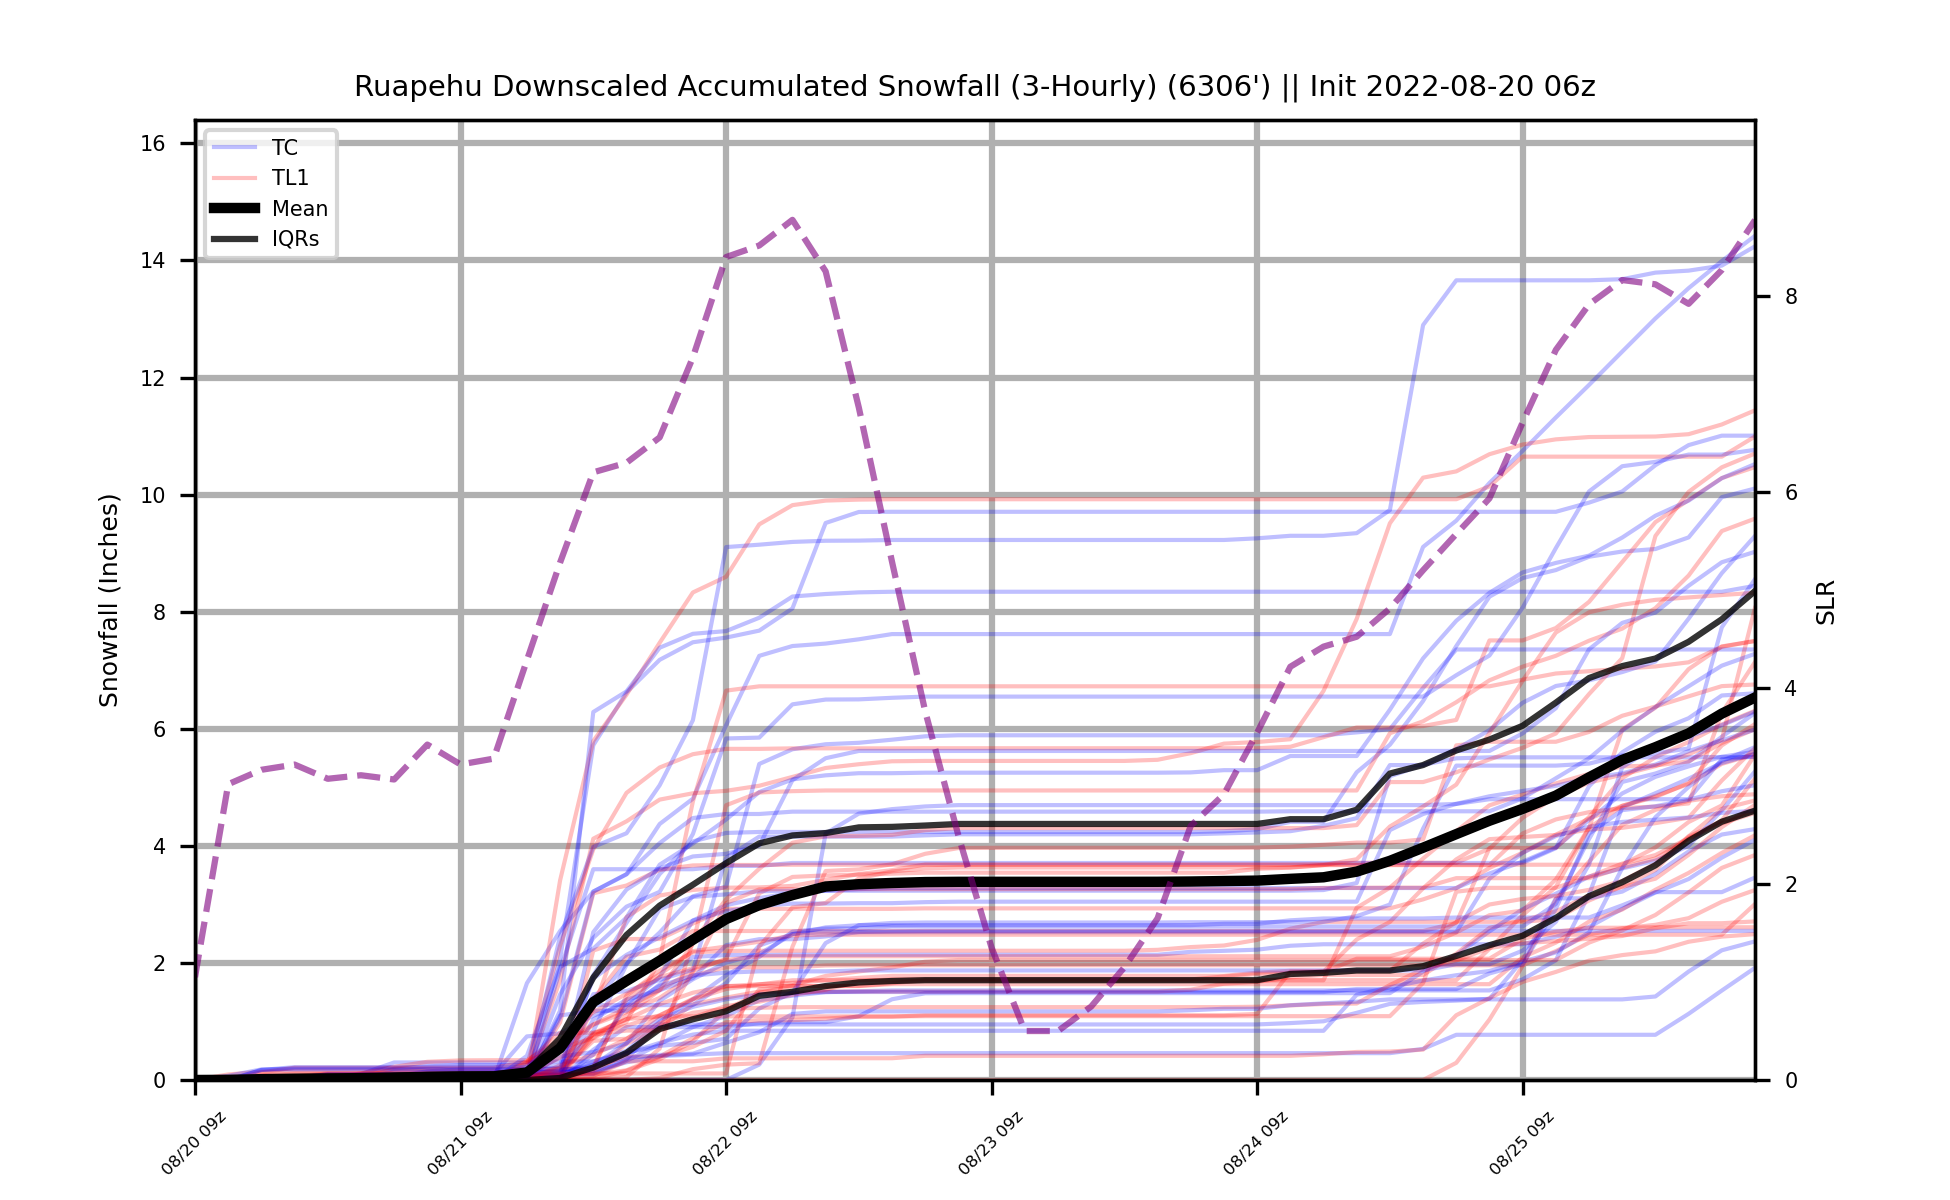 Ruapehu Downscaled Accumulated Snowfall (3-Hourly) (6306') || Init 2022-08-20 06z
TC
TL1
Mean
IQRs
Snowfall (Inches)
16
14
12
10
8
6
4
2
0
SLR
8
6
4
2
0
08/20 09z
08/21 09z
08/22 09z
08/23 09z
08/24 09z
08/25 09z